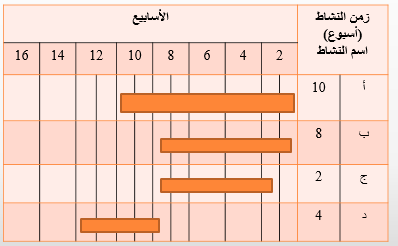 زمن النشاط (أسبوع) اسم النشاط
الأسابيع
2 4 6 8 10 12 14 16
أ 10
ب 8
ج 2
د 4